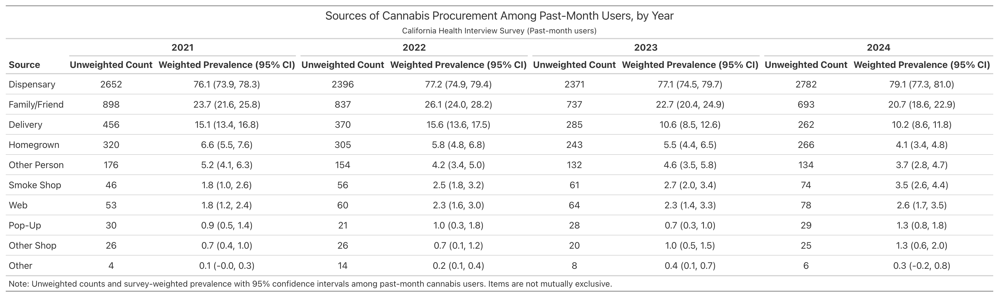 Sources of Cannabis Procurement Among Past-Month Users, by Year
California Health Interview Survey (Past-month users)
2021 2022 2023 2024
Source Unweighted Count Weighted Prevalence (95% CI) Unweighted Count Weighted Prevalence (95% CI) Unweighted Count Weighted Prevalence (95% CI) Unweighted Count Weighted Prevalence (95% CI)
Dispensary 2652 76.1 (73.9, 78.3) 2396 77.2 (74.9, 79.4) 2371 77.1 (74.5, 79.7) 2782 79.1 (77.3, 81.0)
Family/Friend 898 23.7 (21.6, 25.8) 837 26.1 (24.0, 28.2) 737 22.7 (20.4, 24.9) 693 20.7 (18.6, 22.9)
Delivery 456 15.1 (13.4, 16.8) 370 15.6 (13.6, 17.5) 285 10.6 (8.5, 12.6) 262 10.2 (8.6, 11.8)
Homegrown 320 6.6 (5.5, 7.6) 305 5.8 (4.8, 6.8) 243 5.5 (4.4, 6.5) 266 4.1 (3.4, 4.8)
Other Person 176 5.2 (4.1, 6.3) 154 4.2 (3.4, 5.0) 132 4.6 (3.5, 5.8) 134 3.7 (2.8, 4.7)
Smoke Shop 46 1.8 (1.0, 2.6) 56 2.5 (1.8, 3.2) 61 2.7 (2.0, 3.4) 74 3.5 (2.6, 4.4)
Web 53 1.8 (1.2, 2.4) 60 2.3 (1.6, 3.0) 64 2.3 (1.4, 3.3) 78 2.6 (1.7, 3.5)
Pop-Up 30 0.9 (0.5, 1.4) 21 1.0 (0.3, 1.8) 28 0.7 (0.3, 1.0) 29 1.3 (0.8, 1.8)
Other Shop 26 0.7 (0.4, 1.0) 26 0.7 (0.1, 1.2) 20 1.0 (0.5, 1.5) 25 1.3 (0.6, 2.0)
Other 4 0.1 (-0.0, 0.3) 14 0.2 (0.1, 0.4) 8 0.4 (0.1, 0.7) 6 0.3 (-0.2, 0.8)
Note: Unweighted counts and survey-weighted prevalence with 95% confidence intervals among past-month cannabis users. Items are not mutually exclusive.